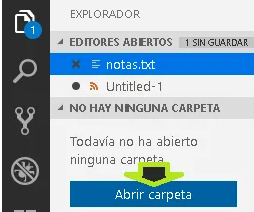 EXPLORADOR
1
EDITORES ABIERTOS 1 SIN GUARDAR
notas.txt
Untitled-1
NO HAY NINGUNA CARPETA
Todavía no ha abierto
ninguna carpeta
Abrir carpeta